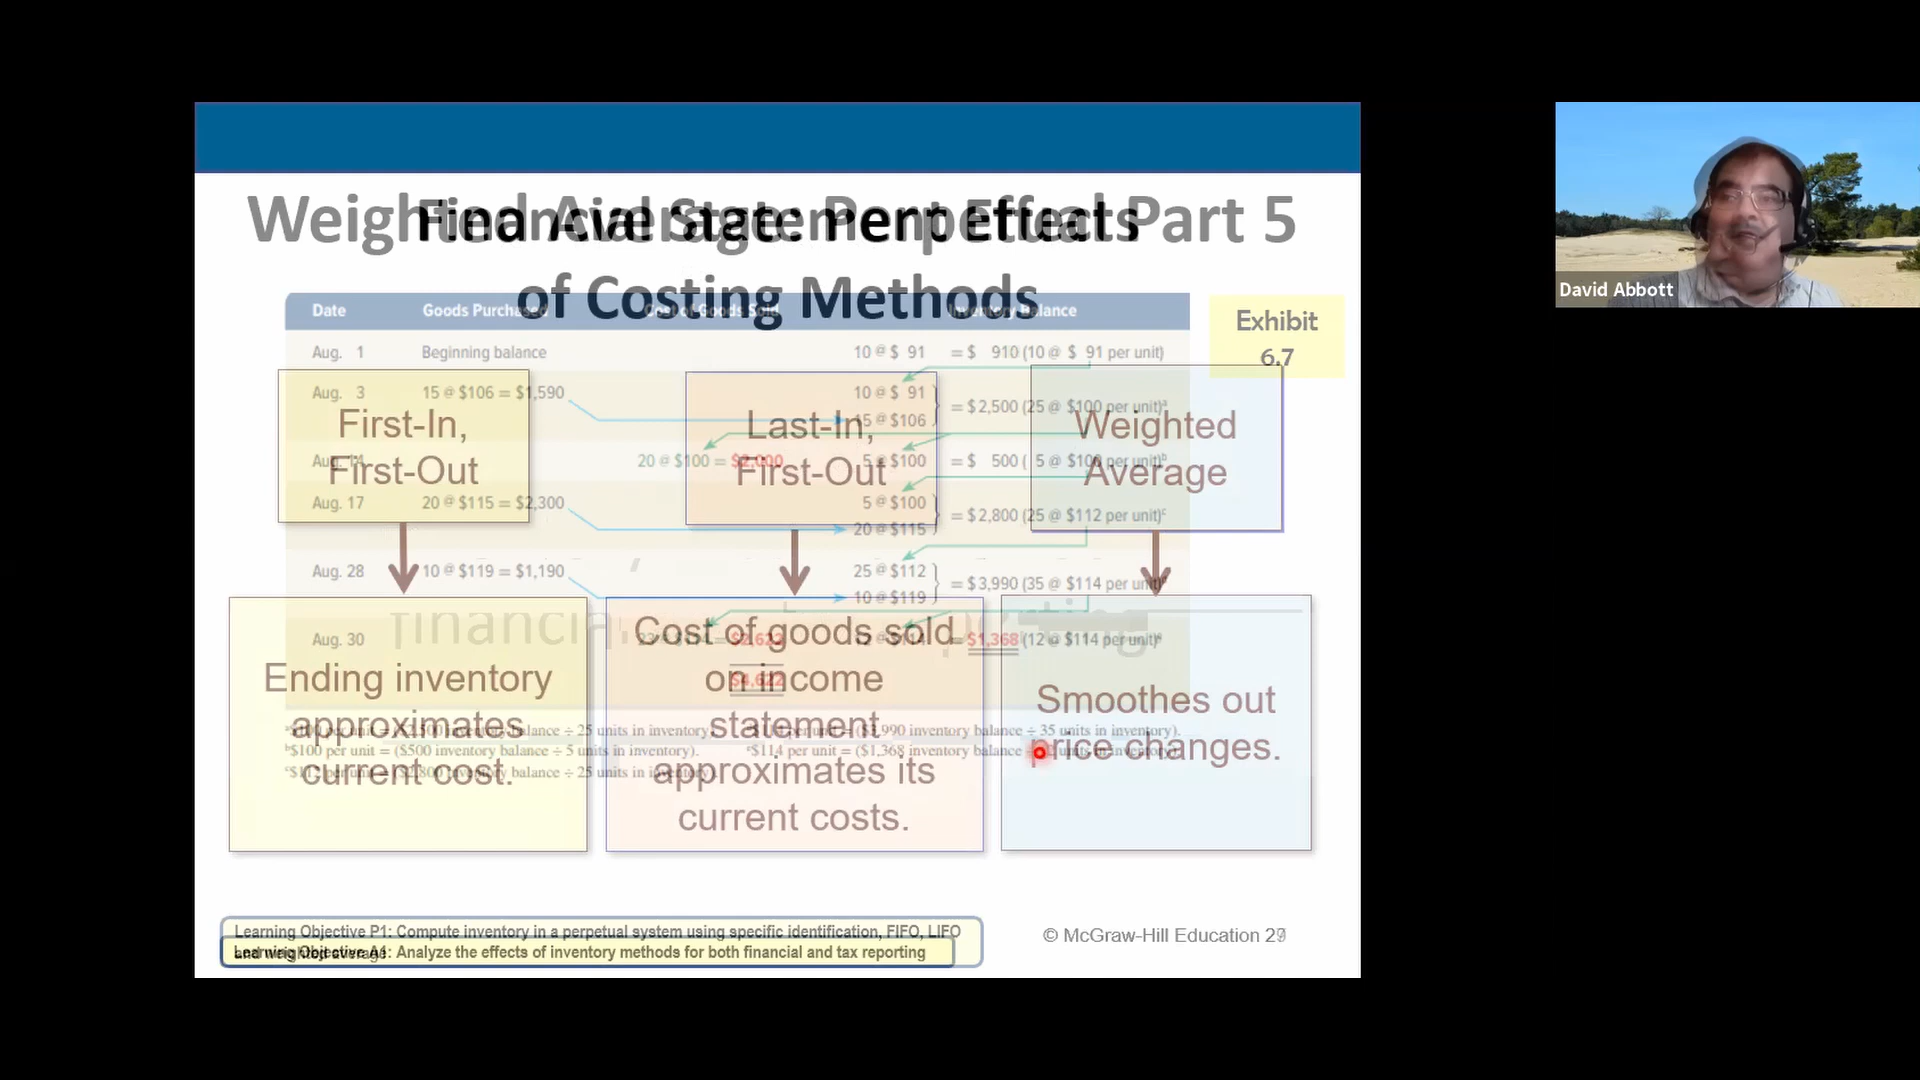 Weighted Average: Perpetual Part 5
Financial Statement Effects
of Costing Methods
Date Goods Purchased Cost of Goods Sold Inventory Balance
Exhibit
6.7
Aug. 1 Beginning balance 10 @ $ 91 = $ 910 (10 @ $ 91 per unit)
Aug. 3 15 @ $106 = $1,590 10 @ $ 91
15 @ $106 = $2,500 (25 @ $100 per unit)ᵃ
Aug. 14 20 @ $100 = $2,000 5 @ $100 = $ 500 ( 5 @ $100 per unit)ᵇ
Aug. 17 20 @ $115 = $2,300 5 @ $100
20 @ $115 = $2,800 (25 @ $112 per unit)ᶜ
Aug. 28 10 @ $119 = $1,190 25 @ $112
10 @ $119 = $3,990 (35 @ $114 per unit)
Aug. 30 = $2,622 = $1,368 (12 @ $114 per unit)
$4,622
First-In,
First-Out
Last-In,
First-Out
Weighted
Average
Ending inventory
approximates
current cost.
Cost of goods sold
on income
statement
approximates its
current costs.
Smoothes out
price changes.
ᵃ$100 per unit = ($2,500 inventory balance ÷ 25 units in inventory).
ᵇ$100 per unit = ($500 inventory balance ÷ 5 units in inventory).
ᶜ$112 per unit = ($2,800 inventory balance ÷ 25 units in inventory).
$114 per unit = ($3,990 inventory balance ÷ 35 units in inventory).
ᵉ$114 per unit = ($1,368 inventory balance units in inventory).
Learning Objective P1: Compute inventory in a perpetual system using specific identification, FIFO, LIFO
and weighted average
Learning Objective A1: Analyze the effects of inventory methods for both financial and tax reporting
© McGraw-Hill Education
David Abbott